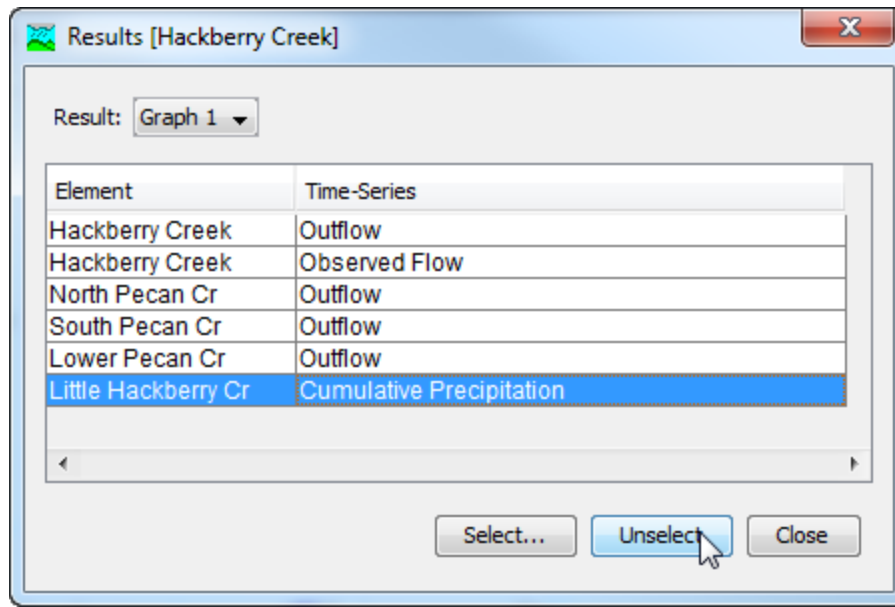 Results [Hackberry Creek]
Result: Graph 1
Element Time-Series
Hackberry Creek Outflow
Hackberry Creek Observed Flow
North Pecan Cr Outflow
South Pecan Cr Outflow
Lower Pecan Cr Outflow
Little Hackberry Cr Cumulative Precipitation
Select... Unselect Close